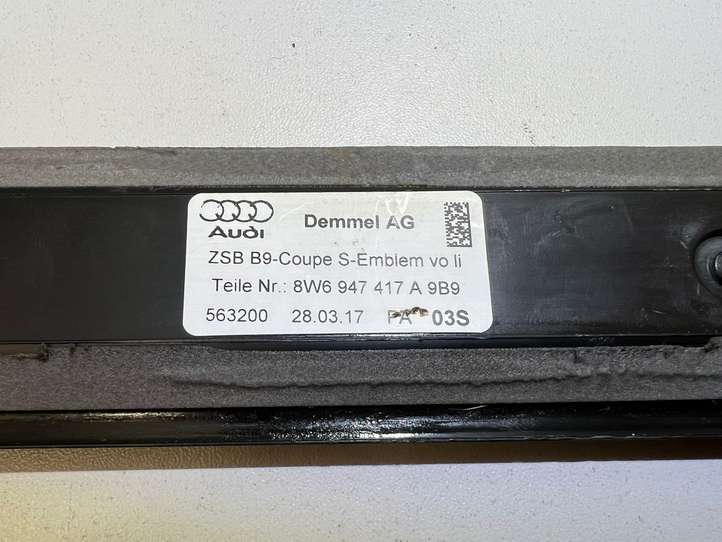 Audi Demmel AG
ZSB B9-Coupe S-Emblem vo li
Teile Nr.: 8W6 947 417 A 9B9
563200 28.03.17 PA 03S